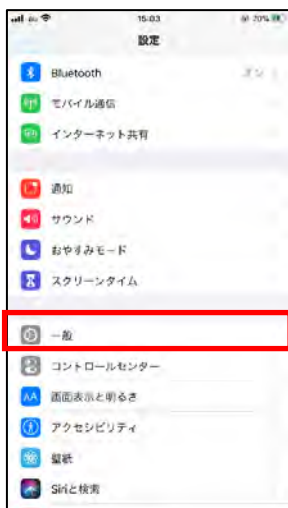 15:03
70%
設定
Bluetooth
オン
モバイル通信
インターネット共有
通知
サウンド
おやすみモード
スクリーンタイム
一般
コントロールセンター
画面表示と明るさ
アクセシビリティ
壁紙
Siriと検索